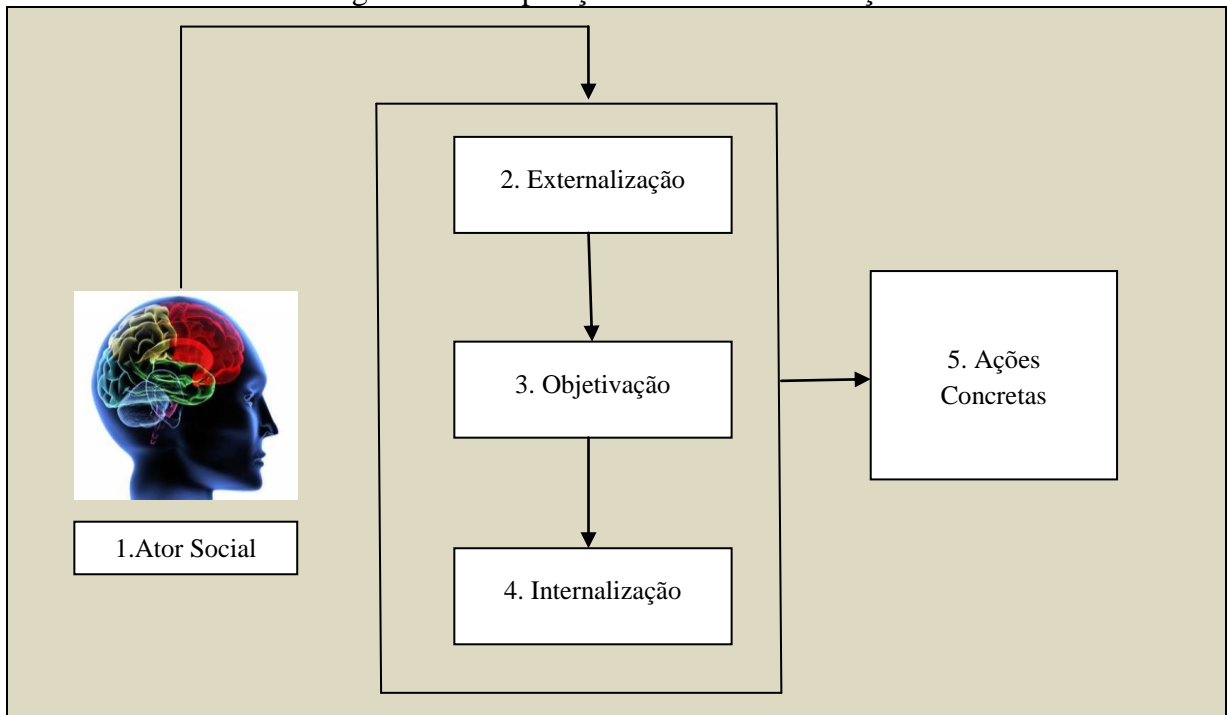 2. Externalização
3. Objetivação
5. Ações
Concretas
1.Ator Social
4. Internalização